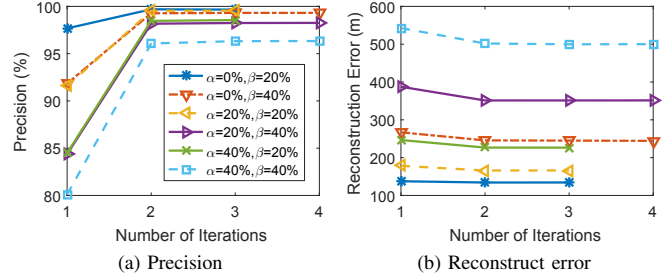 Precision (%)
100
95
90
85
80
1
2
3
4
Number of Iterations
α=0%,β=20%
α=0%,β=40%
α=20%,β=20%
α=20%,β=40%
α=40%,β=20%
α=40%,β=40%
(a) Precision
Reconstruction Error (m)
600
500
400
300
200
100
1
2
3
4
Number of Iterations
(b) Reconstruct error